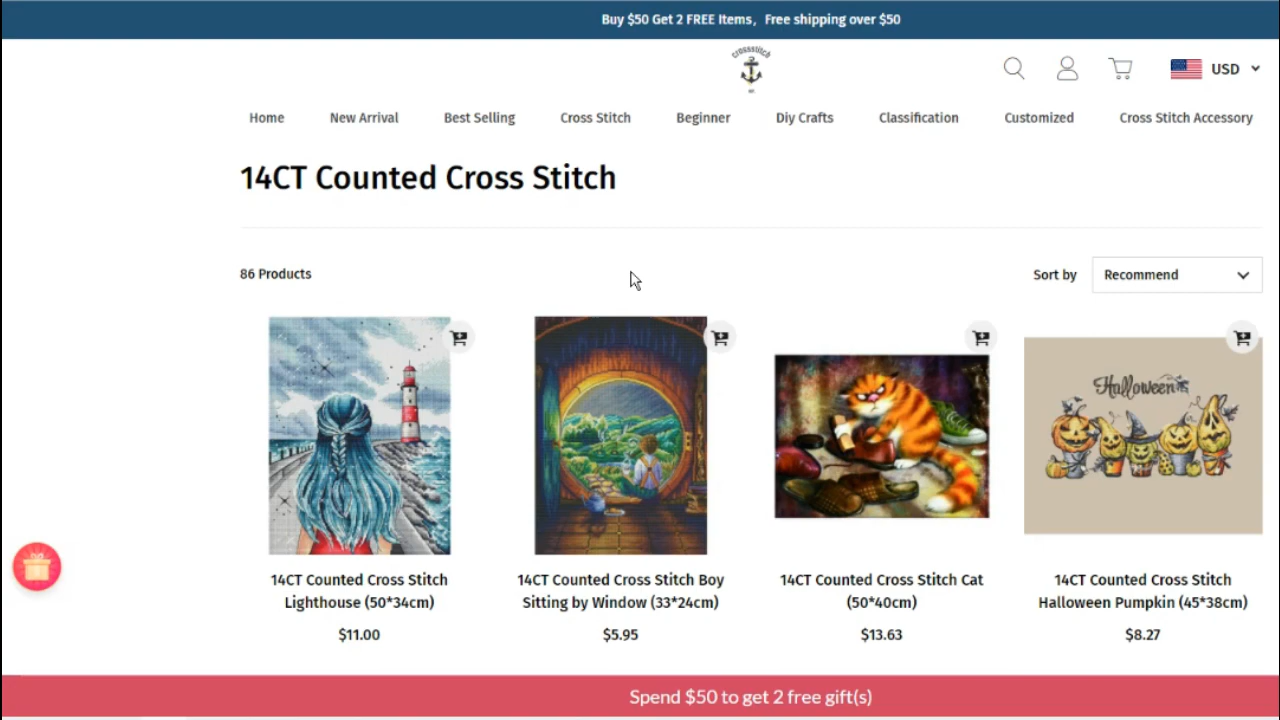 Buy $50 Get 2 FREE Items, Free shipping over $50
crossstitch
USD
Home New Arrival Best Selling Cross Stitch Beginner Diy Crafts Classification Customized Cross Stitch Accessory
14CT Counted Cross Stitch
86 Products
Sort by Recommend
Halloween
14CT Counted Cross Stitch
Lighthouse (50*34cm)
$11.00
14CT Counted Cross Stitch Boy
Sitting by Window (33*24cm)
$5.95
14CT Counted Cross Stitch Cat
(50*40cm)
$13.63
14CT Counted Cross Stitch
Halloween Pumpkin (45*38cm)
$8.27
Spend $50 to get 2 free gift(s)